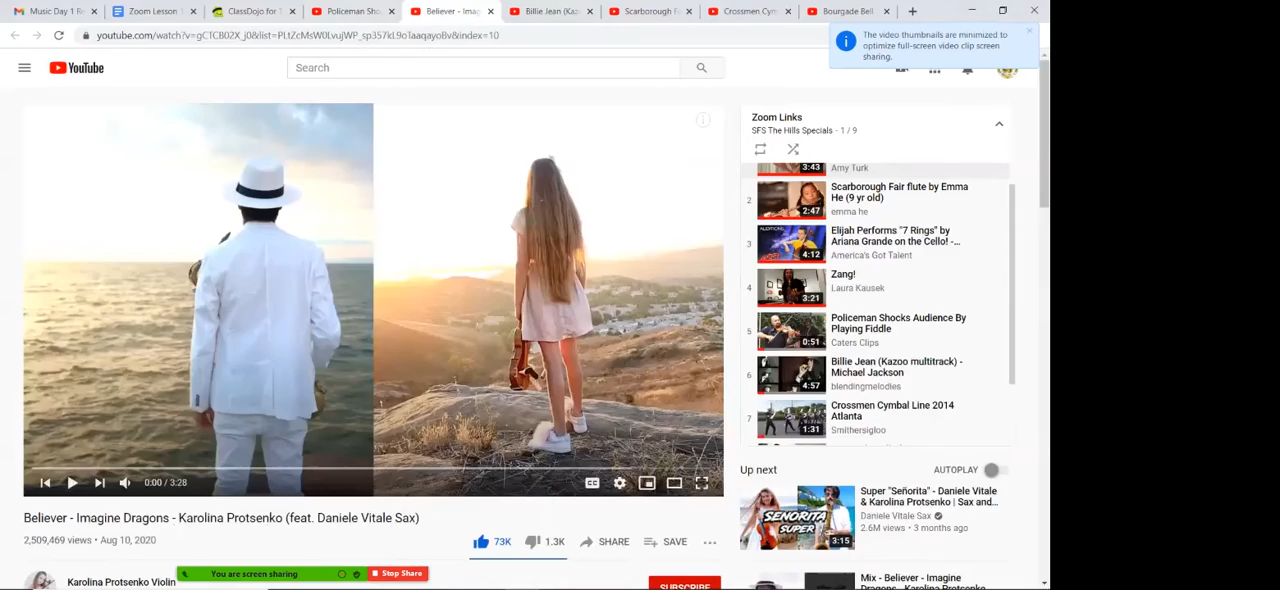 Music Day 1 R
Zoom Lesson
ClassDojo for T
Policeman Sho
Believer - Imag
Billie Jean (Kaz
Scarborough F
Crossmen Cym
Bourgade Bell
youtube.com/watch?v=gCTCB02X_j0&list=PLtZcMsW0LvujWP_sp357kL9o1aaqayoBv&index=10
The video thumbnails are minimized to
optimize full-screen video clip screen
sharing.
YouTube
Search
Zoom Links
SFS The Hills Specials - 1 / 9
3:43
Amy Turk
2
2:47
Scarborough Fair flute by Emma
He (9 yr old)
emma he
3
4:12
Elijah Performs "7 Rings" by
Ariana Grande on the Cello! -...
America's Got Talent
4
3:21
Zang!
Laura Kausek
5
0:51
Policeman Shocks Audience By
Playing Fiddle
Caters Clips
6
4:57
Billie Jean (Kazoo multitrack) -
Michael Jackson
blendingmelodies
7
1:31
Crossmen Cymbal Line 2014
Atlanta
Smithersigloo
0:00 / 3:28
CC
Up next
AUTOPLAY
Believer - Imagine Dragons - Karolina Protsenko (feat. Daniele Vitale Sax)
2,509,469 views • Aug 10, 2020
73K
1.3K
SHARE
SAVE
SEÑORITA
SUPER
3:15
Super "Señorita" - Daniele Vitale
& Karolina Protsenko | Sax and...
Daniele Vitale Sax
2.6M views • 3 months ago
Karolina Protsenko Violin
You are screen sharing
Stop Share
SUBSCRIBE
Mix - Believer - Imagine
Dragons - Karolina Protsenko